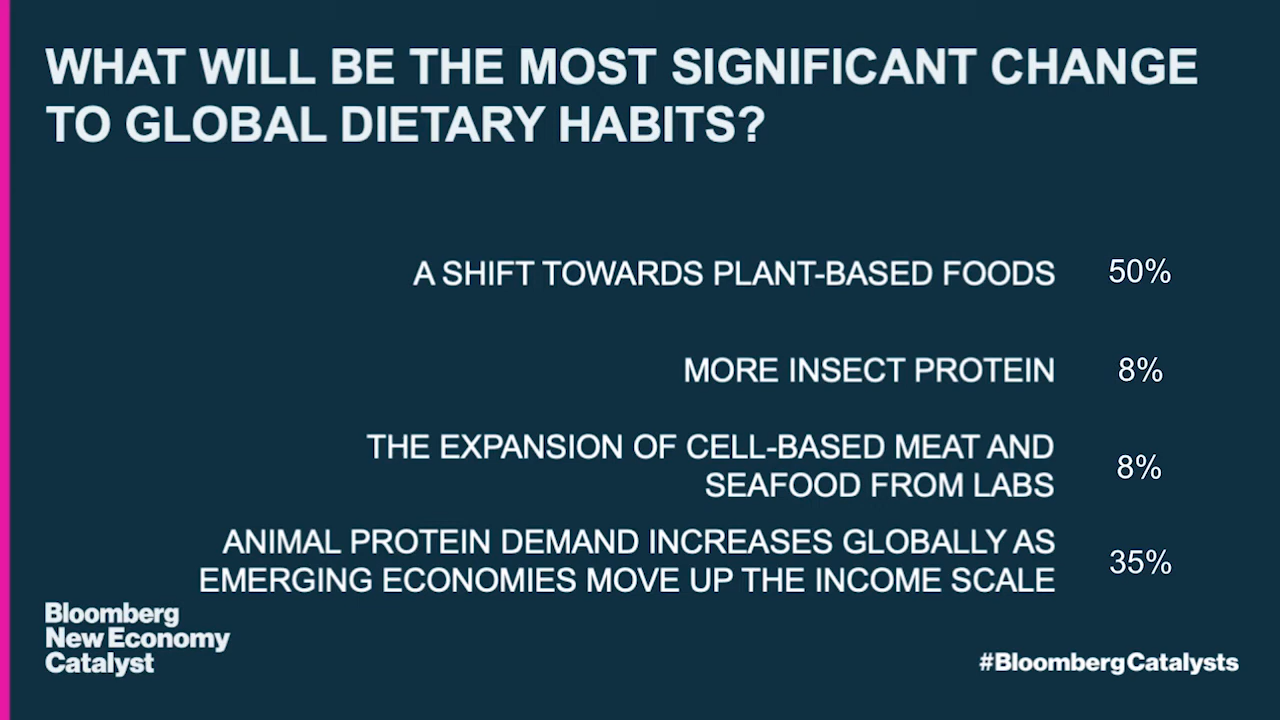 WHAT WILL BE THE MOST SIGNIFICANT CHANGE
TO GLOBAL DIETARY HABITS?
A SHIFT TOWARDS PLANT-BASED FOODS 50%
MORE INSECT PROTEIN 8%
THE EXPANSION OF CELL-BASED MEAT AND
SEAFOOD FROM LABS 8%
ANIMAL PROTEIN DEMAND INCREASES GLOBALLY AS
EMERGING ECONOMIES MOVE UP THE INCOME SCALE 35%
Bloomberg
New Economy
Catalyst
#BloombergCatalysts